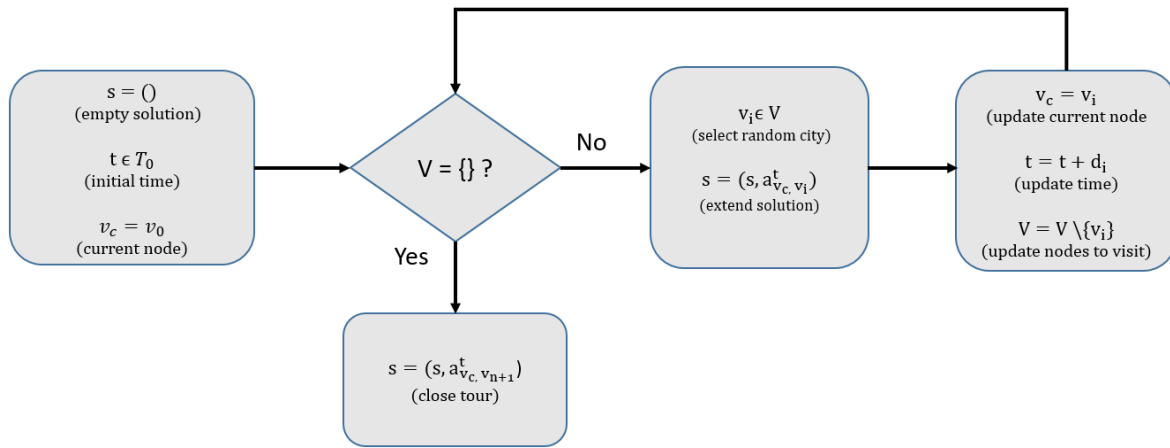 s = ()
(empty solution)
t ϵ T₀
(initial time)
v_c = v₀
(current node)
V = {} ?
No
Yes
v_i ϵ V
(select random city)
s = (s, a^t_{v_c, v_i})
(extend solution)
v_c = v_i
(update current node
t = t + d_i
(update time)
V = V \{v_i}
(update nodes to visit)
s = (s, a^t_{v_c, v_{n+1}})
(close tour)